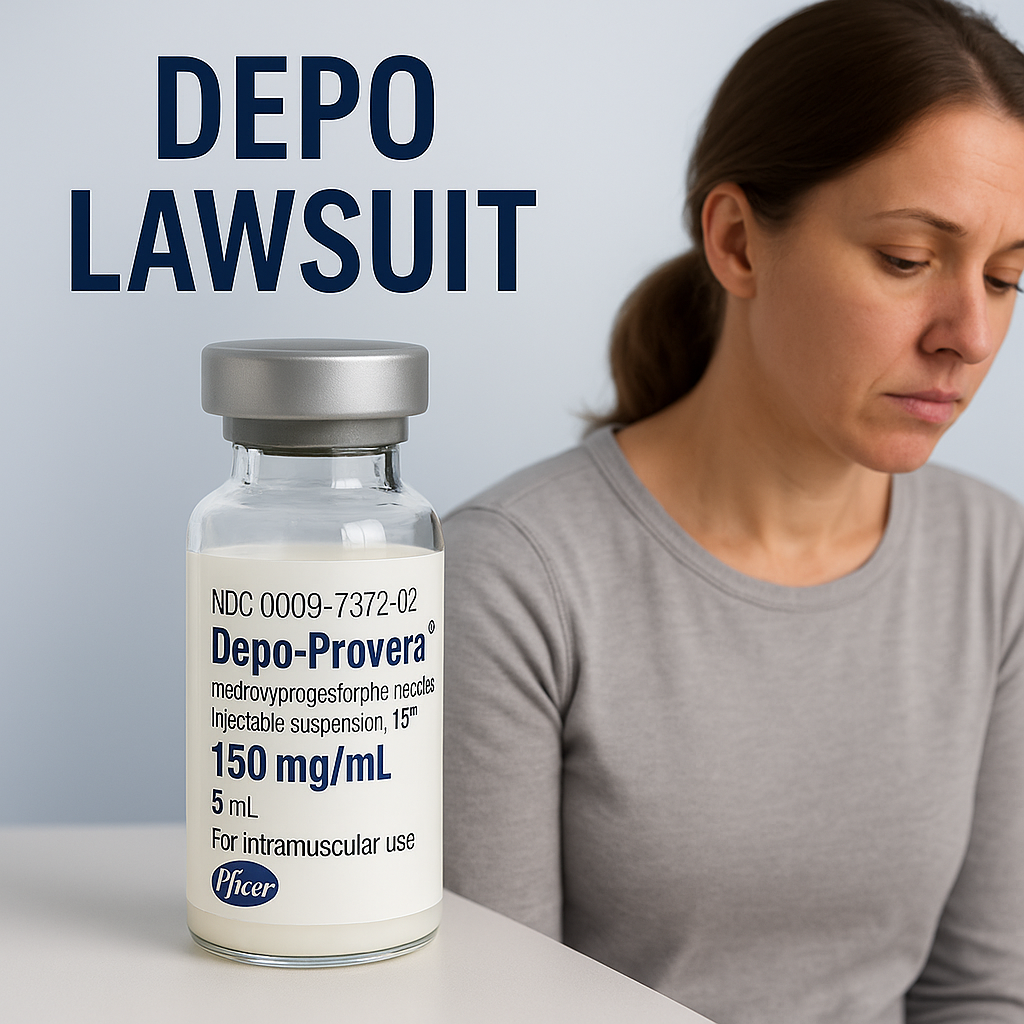 DEPO
LAWSUIT
NDC 0009-7372-02
Depo-Provera®
medrovyprogesforphe neccles
Injectable suspension, 15ᵐ
150 mg/mL
5 mL
For intramuscular use
Pficer